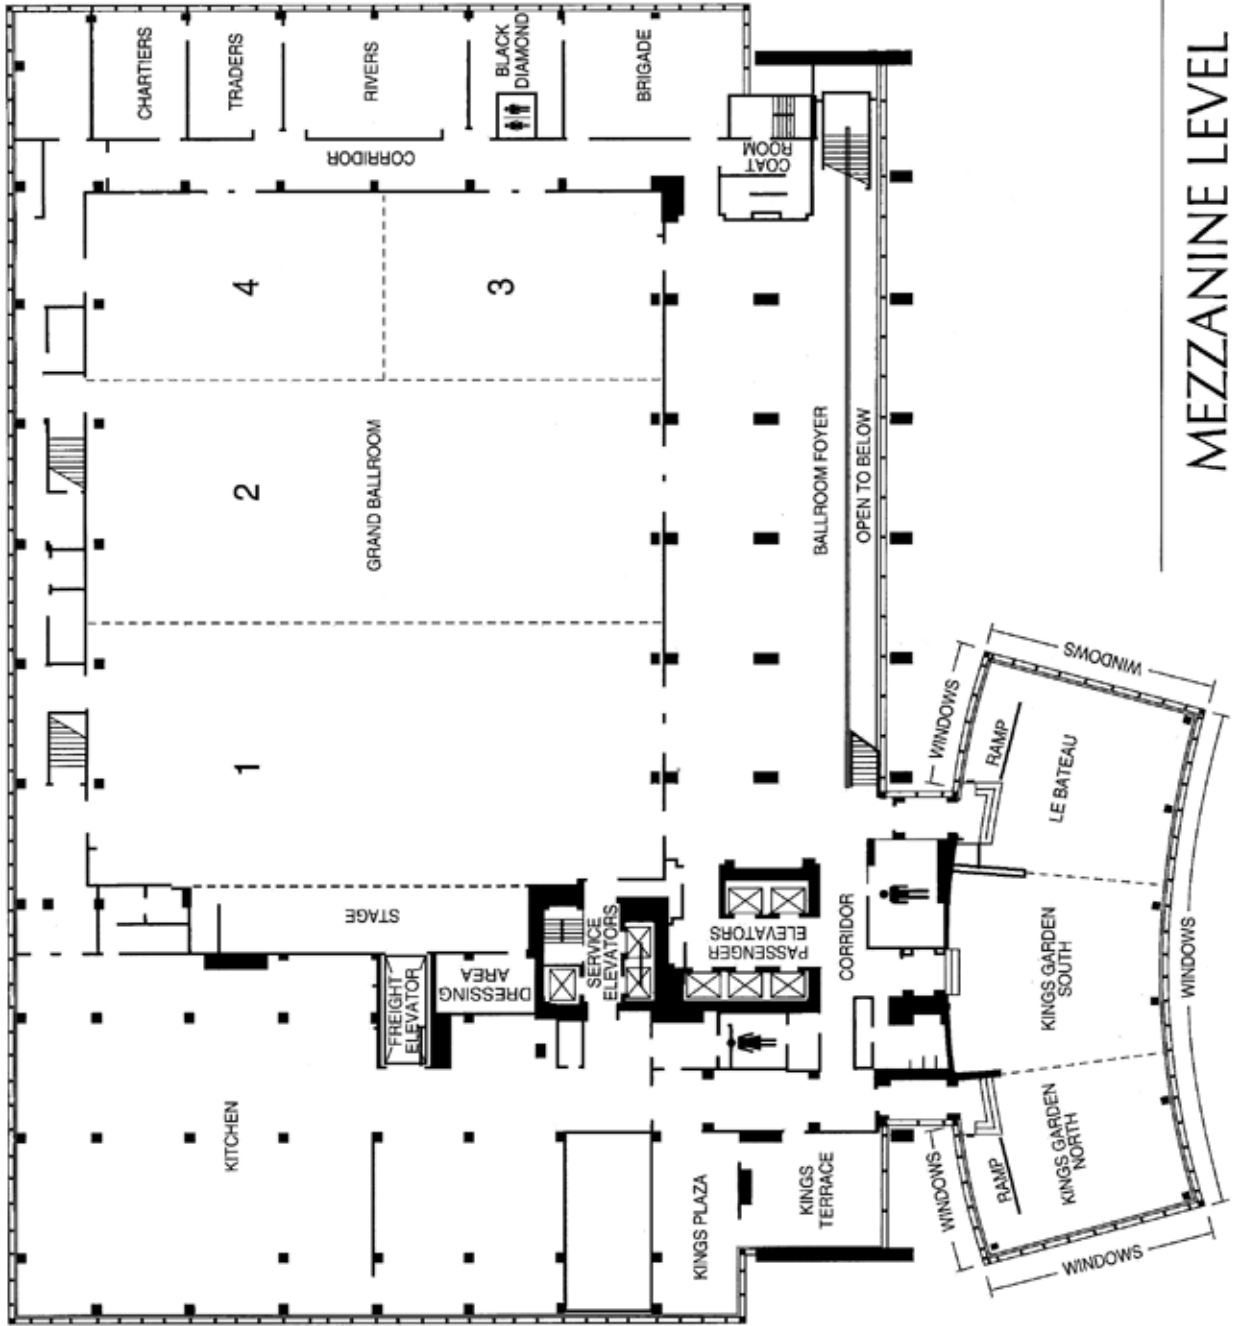 MEZZANINE LEVEL
CHARTIERS
TRADERS
RIVERS
BLACK
DIAMOND
BRIGADE
CORRIDOR
COAT
ROOM
4
3
2
GRAND BALLROOM
1
BALLROOM FOYER
OPEN TO BELOW
STAGE
SERVICE
ELEVATORS
PASSENGER
ELEVATORS
CORRIDOR
FREIGHT
ELEVATOR
DRESSING
AREA
KITCHEN
KINGS PLAZA
KINGS
TERRACE
WINDOWS
WINDOWS
RAMP
LE BATEAU
KINGS GARDEN
SOUTH
WINDOWS
KINGS GARDEN
NORTH
RAMP
WINDOWS
WINDOWS